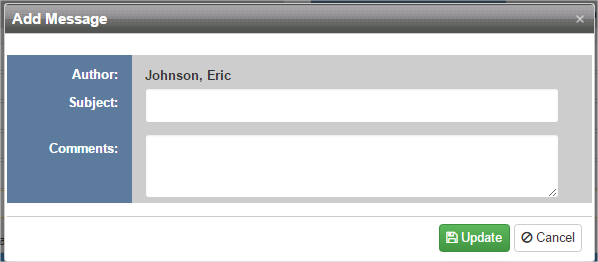 Add Message ×
Author: Johnson, Eric
Subject:
Comments:
Update Cancel